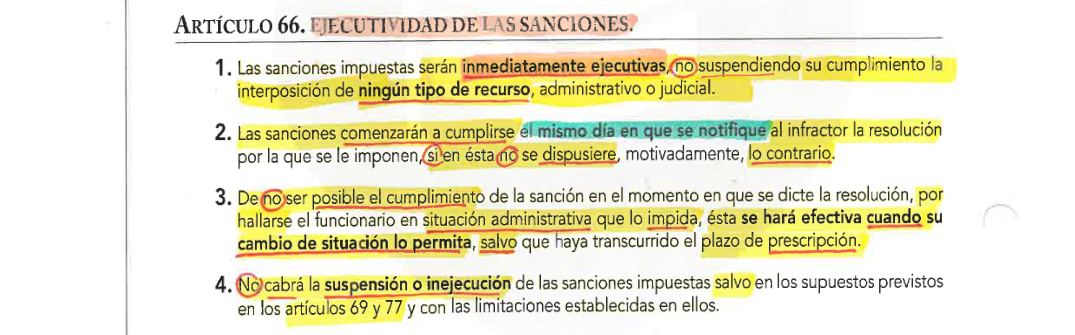 ARTÍCULO 66. EJECUTIVIDAD DE LAS SANCIONES.
1. Las sanciones impuestas serán inmediatamente ejecutivas, no suspendiendo su cumplimiento la
interposición de ningún tipo de recurso, administrativo o judicial.
2. Las sanciones comenzarán a cumplirse el mismo día en que se notifique al infractor la resolución
por la que se le imponen, si en ésta no se dispusiere, motivadamente, lo contrario.
3. De no ser posible el cumplimiento de la sanción en el momento en que se dicte la resolución, por
hallarse el funcionario en situación administrativa que lo impida, ésta se hará efectiva cuando su
cambio de situación lo permita, salvo que haya transcurrido el plazo de prescripción.
4. No cabrá la suspensión o inejecución de las sanciones impuestas salvo en los supuestos previstos
en los artículos 69 y 77 y con las limitaciones establecidas en ellos.